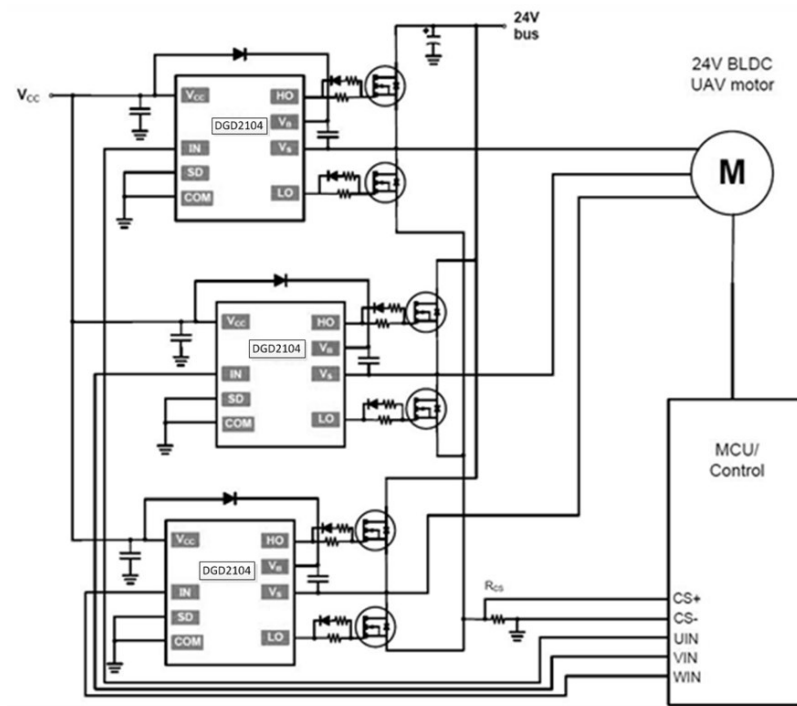 24V
bus
24V BLDC
UAV motor
VCC
VCC
HO
DGD2104
VB
IN
VS
SD
LO
COM
M
VCC
HO
DGD2104
VB
IN
VS
SD
LO
COM
MCU/
Control
VCC
HO
DGD2104
VB
IN
VS
SD
LO
COM
RCS
CS+
CS-
UIN
VIN
WIN